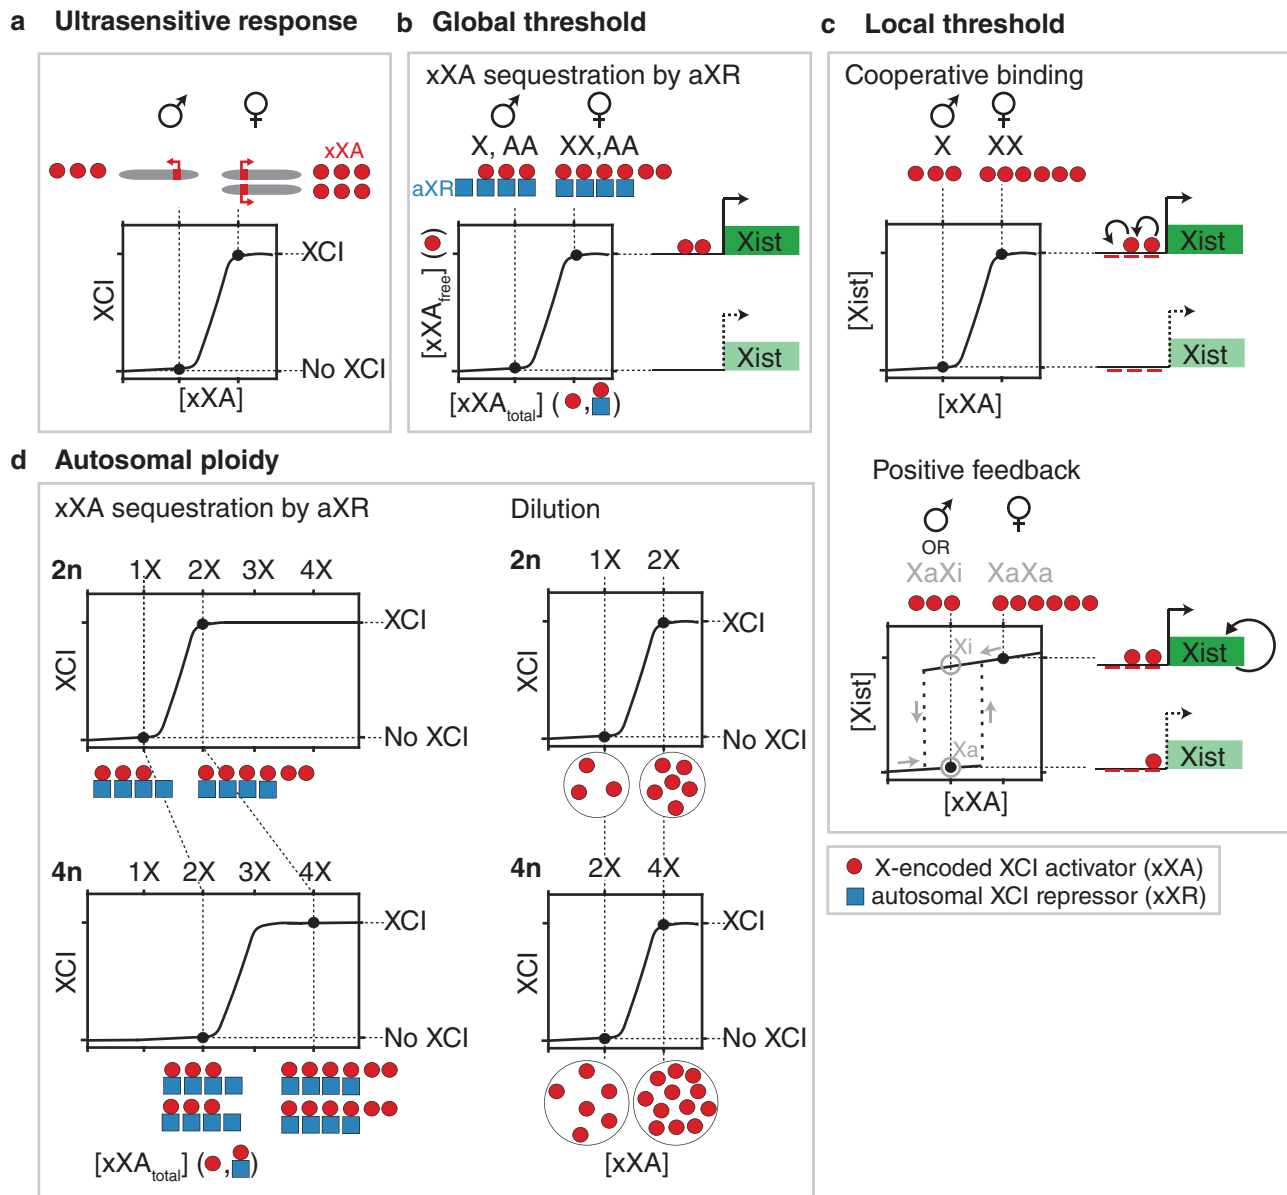 a Ultrasensitive response
xXA
XCI
XCI
No XCI
[xXA]
b Global threshold
xXA sequestration by aXR
X, AA XX,AA
aXR
[xXAfree] ( )
Xist
Xist
[xXAtotal] ( , )
c Local threshold
Cooperative binding
X XX
[Xist]
Xist
Xist
[xXA]
Positive feedback
OR
XaXi XaXa
[Xist]
Xi
Xa
Xist
Xist
[xXA]
X-encoded XCI activator (xXA)
autosomal XCI repressor (xXR)
d Autosomal ploidy
xXA sequestration by aXR
2n 1X 2X 3X 4X
XCI
XCI
No XCI
4n 1X 2X 3X 4X
XCI
XCI
No XCI
[xXAtotal] ( , )
Dilution
2n 1X 2X
XCI
XCI
No XCI
4n 2X 4X
XCI
XCI
No XCI
[xXA]